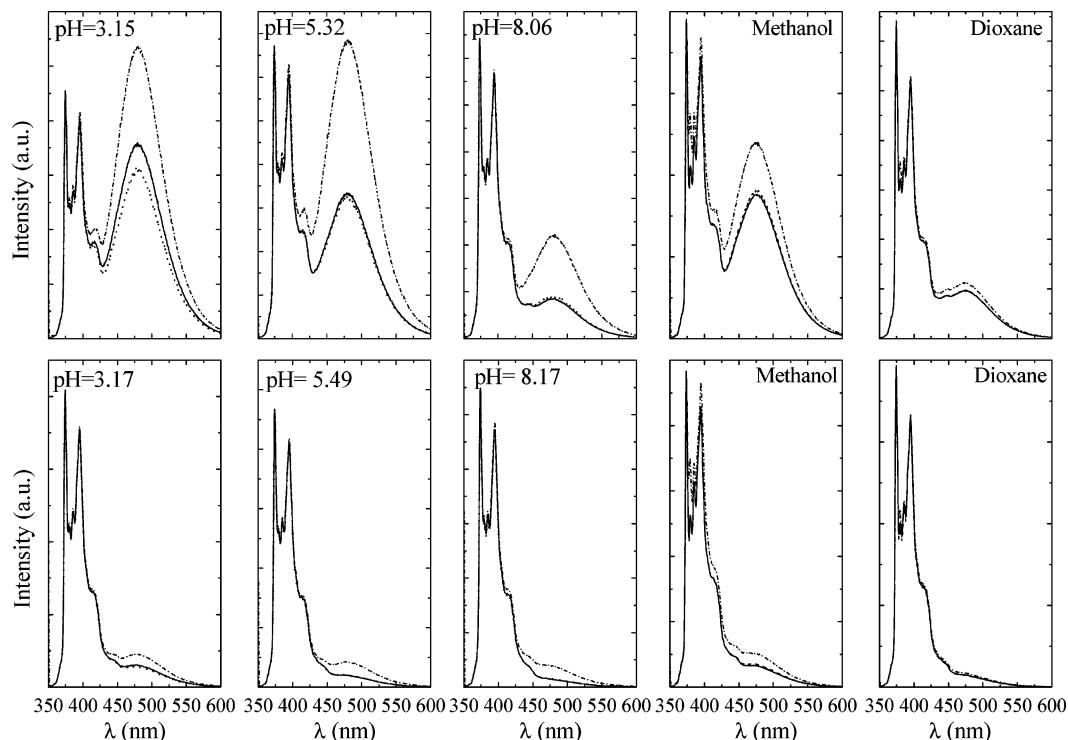 pH=3.15
pH=5.32
pH=8.06
Methanol
Dioxane
Intensity (a.u.)
pH=3.17
pH= 5.49
pH= 8.17
Methanol
Dioxane
Intensity (a.u.)
350 400 450 500 550 600
350 400 450 500 550 600
350 400 450 500 550 600
350 400 450 500 550 600
350 400 450 500 550 600
λ (nm)
λ (nm)
λ (nm)
λ (nm)
λ (nm)